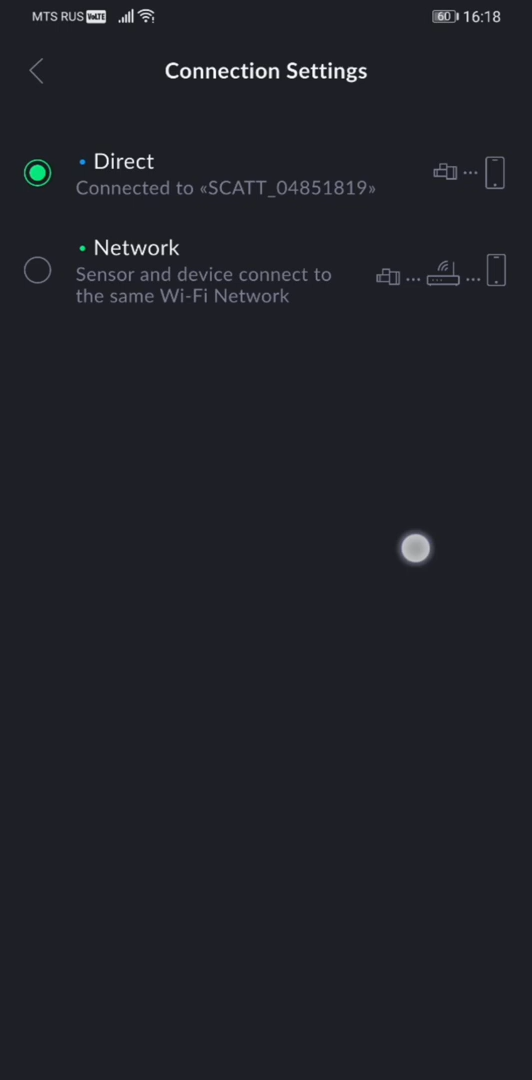 MTS RUS VoLTE 60 16:18
Connection Settings
• Direct
Connected to «SCATT_04851819»
• Network
Sensor and device connect to
the same Wi-Fi Network